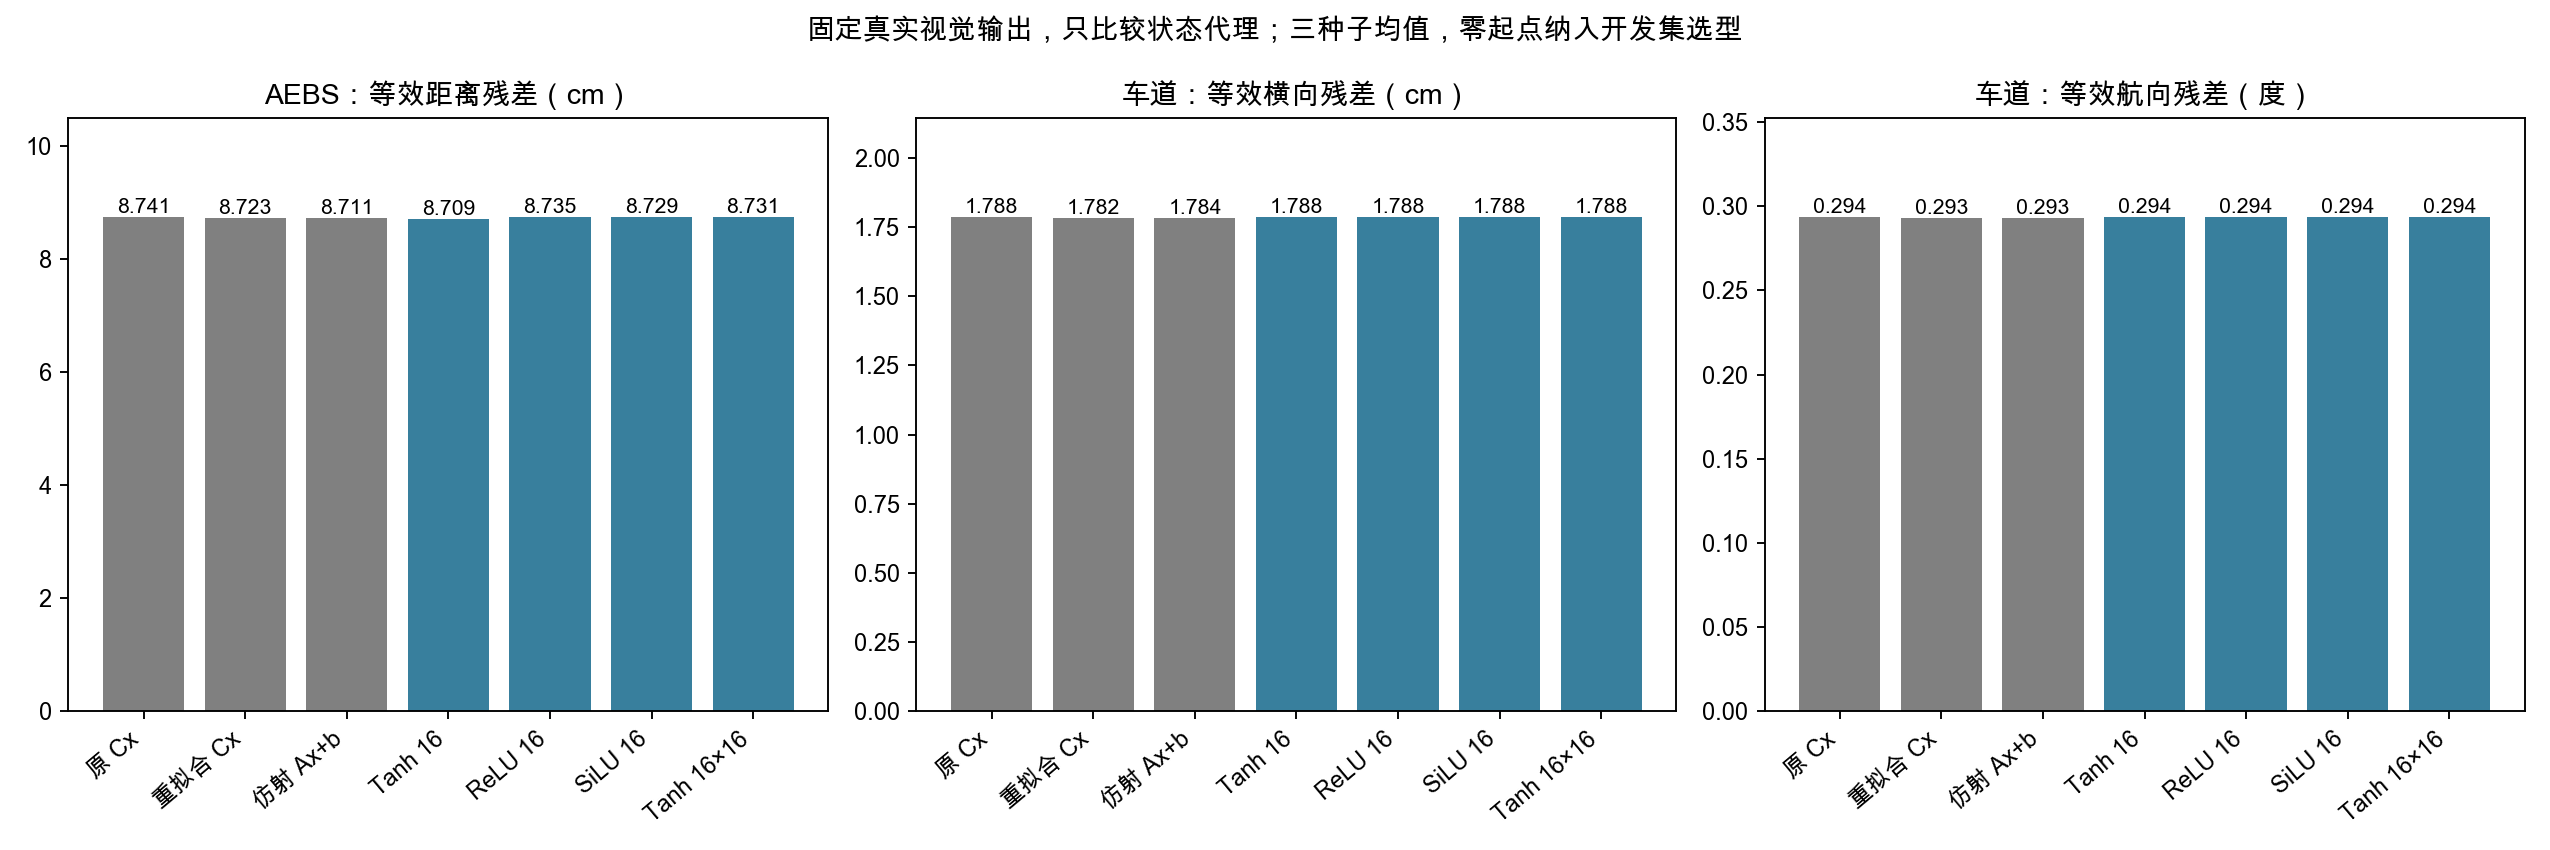 固定真实视觉输出，只比较状态代理；三种子均值，零起点纳入开发集选型
AEBS：等效距离残差（cm）
10
8
6
4
2
0
8.741
8.723
8.711
8.709
8.735
8.729
8.731
原 Cx
重拟合 Cx
仿射 Ax+b
Tanh 16
ReLU 16
SiLU 16
Tanh 16×16
车道：等效横向残差（cm）
2.00
1.75
1.50
1.25
1.00
0.75
0.50
0.25
0.00
1.788
1.782
1.784
1.788
1.788
1.788
1.788
原 Cx
重拟合 Cx
仿射 Ax+b
Tanh 16
ReLU 16
SiLU 16
Tanh 16×16
车道：等效航向残差（度）
0.35
0.30
0.25
0.20
0.15
0.10
0.05
0.00
0.294
0.293
0.293
0.294
0.294
0.294
0.294
原 Cx
重拟合 Cx
仿射 Ax+b
Tanh 16
ReLU 16
SiLU 16
Tanh 16×16